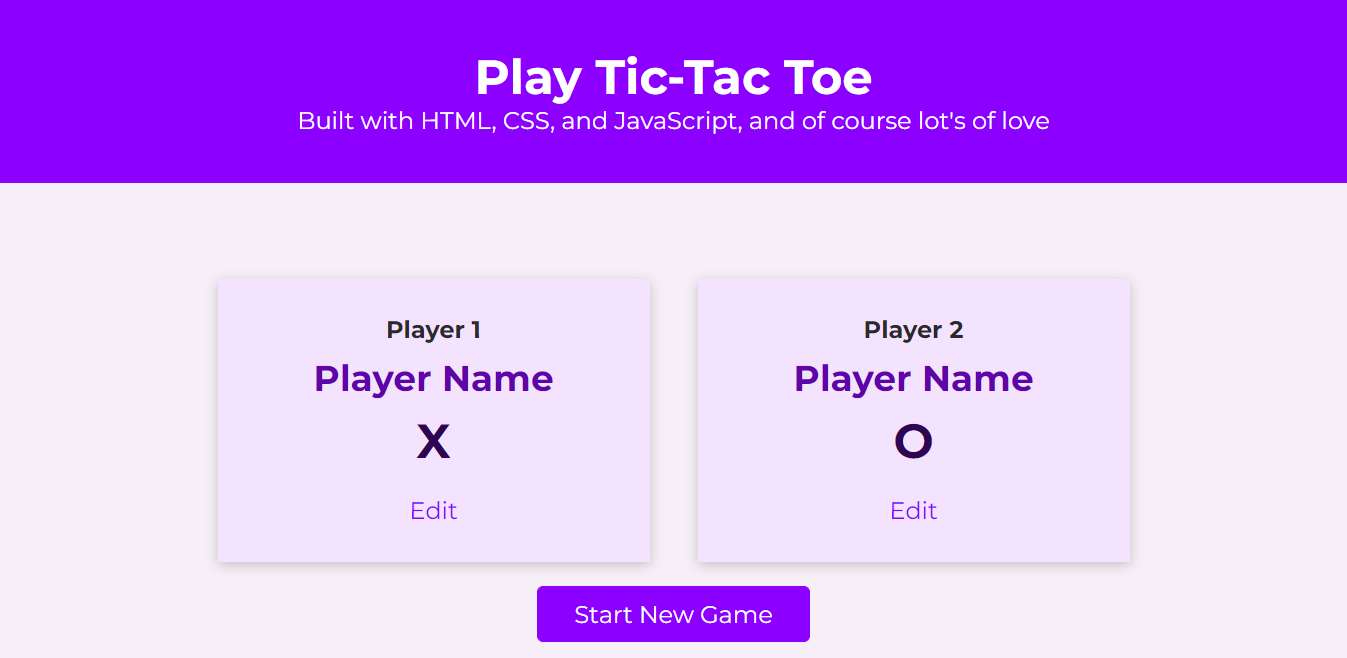 Play Tic-Tac Toe
Built with HTML, CSS, and JavaScript, and of course lot's of love
Player 1
Player Name
X
Edit
Player 2
Player Name
O
Edit
Start New Game